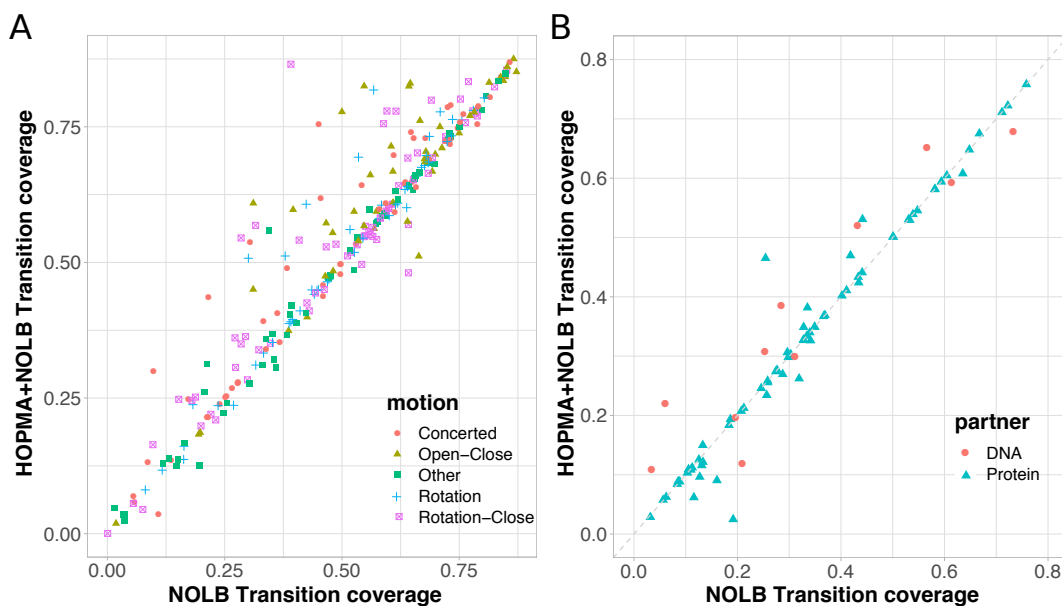 A
HOPMA+NOLB Transition coverage
0.75
0.50
0.25
0.00
0.00
0.25
0.50
0.75
NOLB Transition coverage
motion
Concerted
Open−Close
Other
Rotation
Rotation−Close
B
HOPMA+NOLB Transition coverage
0.8
0.6
0.4
0.2
0.0
0.0
0.2
0.4
0.6
0.8
NOLB Transition coverage
partner
DNA
Protein